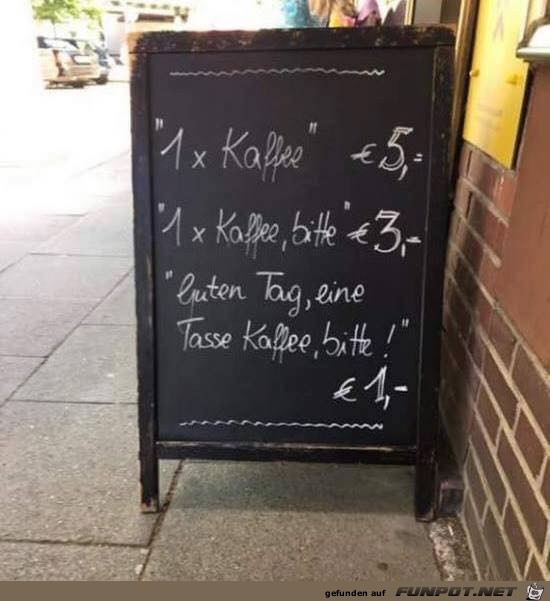 "1 x Kaffee" € 5,-
"1 x Kaffee, bitte" € 3,-
"Guten Tag, eine
Tasse Kaffee, bitte!"
€ 1,-
gefunden auf FUNPOT.NET